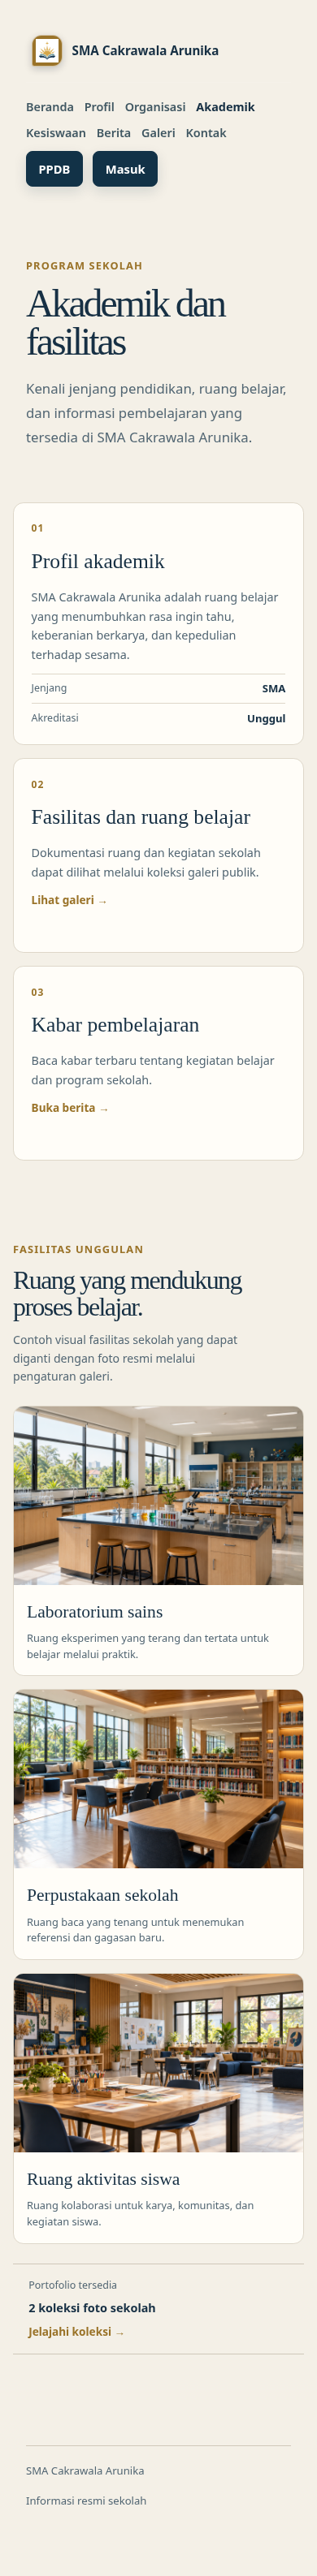 SMA Cakrawala Arunika
Beranda Profil Organisasi Akademik
Kesiswaan Berita Galeri Kontak
PPDB Masuk
PROGRAM SEKOLAH
Akademik dan
fasilitas
Kenali jenjang pendidikan, ruang belajar,
dan informasi pembelajaran yang
tersedia di SMA Cakrawala Arunika.
01
Profil akademik
SMA Cakrawala Arunika adalah ruang belajar
yang menumbuhkan rasa ingin tahu,
keberanian berkarya, dan kepedulian
terhadap sesama.
Jenjang SMA
Akreditasi Unggul
02
Fasilitas dan ruang belajar
Dokumentasi ruang dan kegiatan sekolah
dapat dilihat melalui koleksi galeri publik.
Lihat galeri →
03
Kabar pembelajaran
Baca kabar terbaru tentang kegiatan belajar
dan program sekolah.
Buka berita →
FASILITAS UNGGULAN
Ruang yang mendukung
proses belajar.
Contoh visual fasilitas sekolah yang dapat
diganti dengan foto resmi melalui
pengaturan galeri.
Laboratorium sains
Ruang eksperimen yang terang dan tertata untuk
belajar melalui praktik.
Perpustakaan sekolah
Ruang baca yang tenang untuk menemukan
referensi dan gagasan baru.
Ruang aktivitas siswa
Ruang kolaborasi untuk karya, komunitas, dan
kegiatan siswa.
Portofolio tersedia
2 koleksi foto sekolah
Jelajahi koleksi →
SMA Cakrawala Arunika
Informasi resmi sekolah